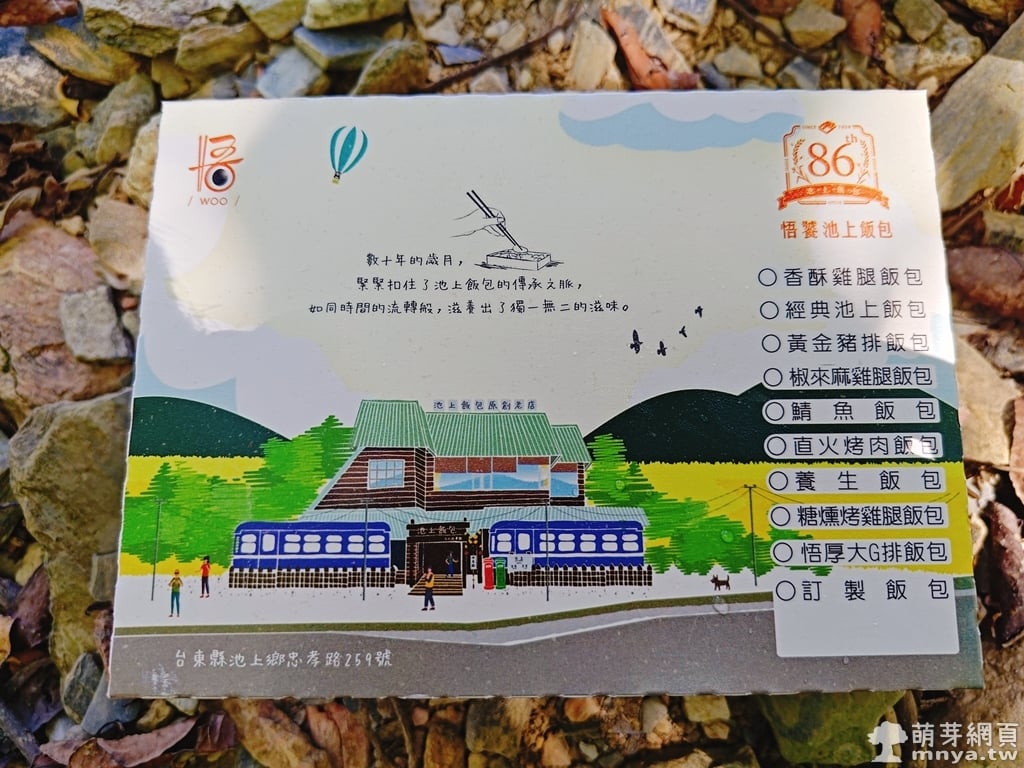 悟
/ WOO /
SINCE 1939
86th
池上飯包
悟饕池上飯包
數十年的歲月，
緊緊扣住了池上飯包的傳承之脈，
如同時間的流轉般，滋養出了獨一無二的滋味。
○香酥雞腿飯包
○經典池上飯包
○黃金豬排飯包
○椒來麻雞腿飯包
○鯖魚飯包
○直火烤肉飯包
○養生飯包
○糖燻烤雞腿飯包
○悟厚大G排飯包
○訂製飯包
池上飯包原創老店
池上飯包
台東縣池上鄉忠孝路259號
萌芽網頁
mnya.tw